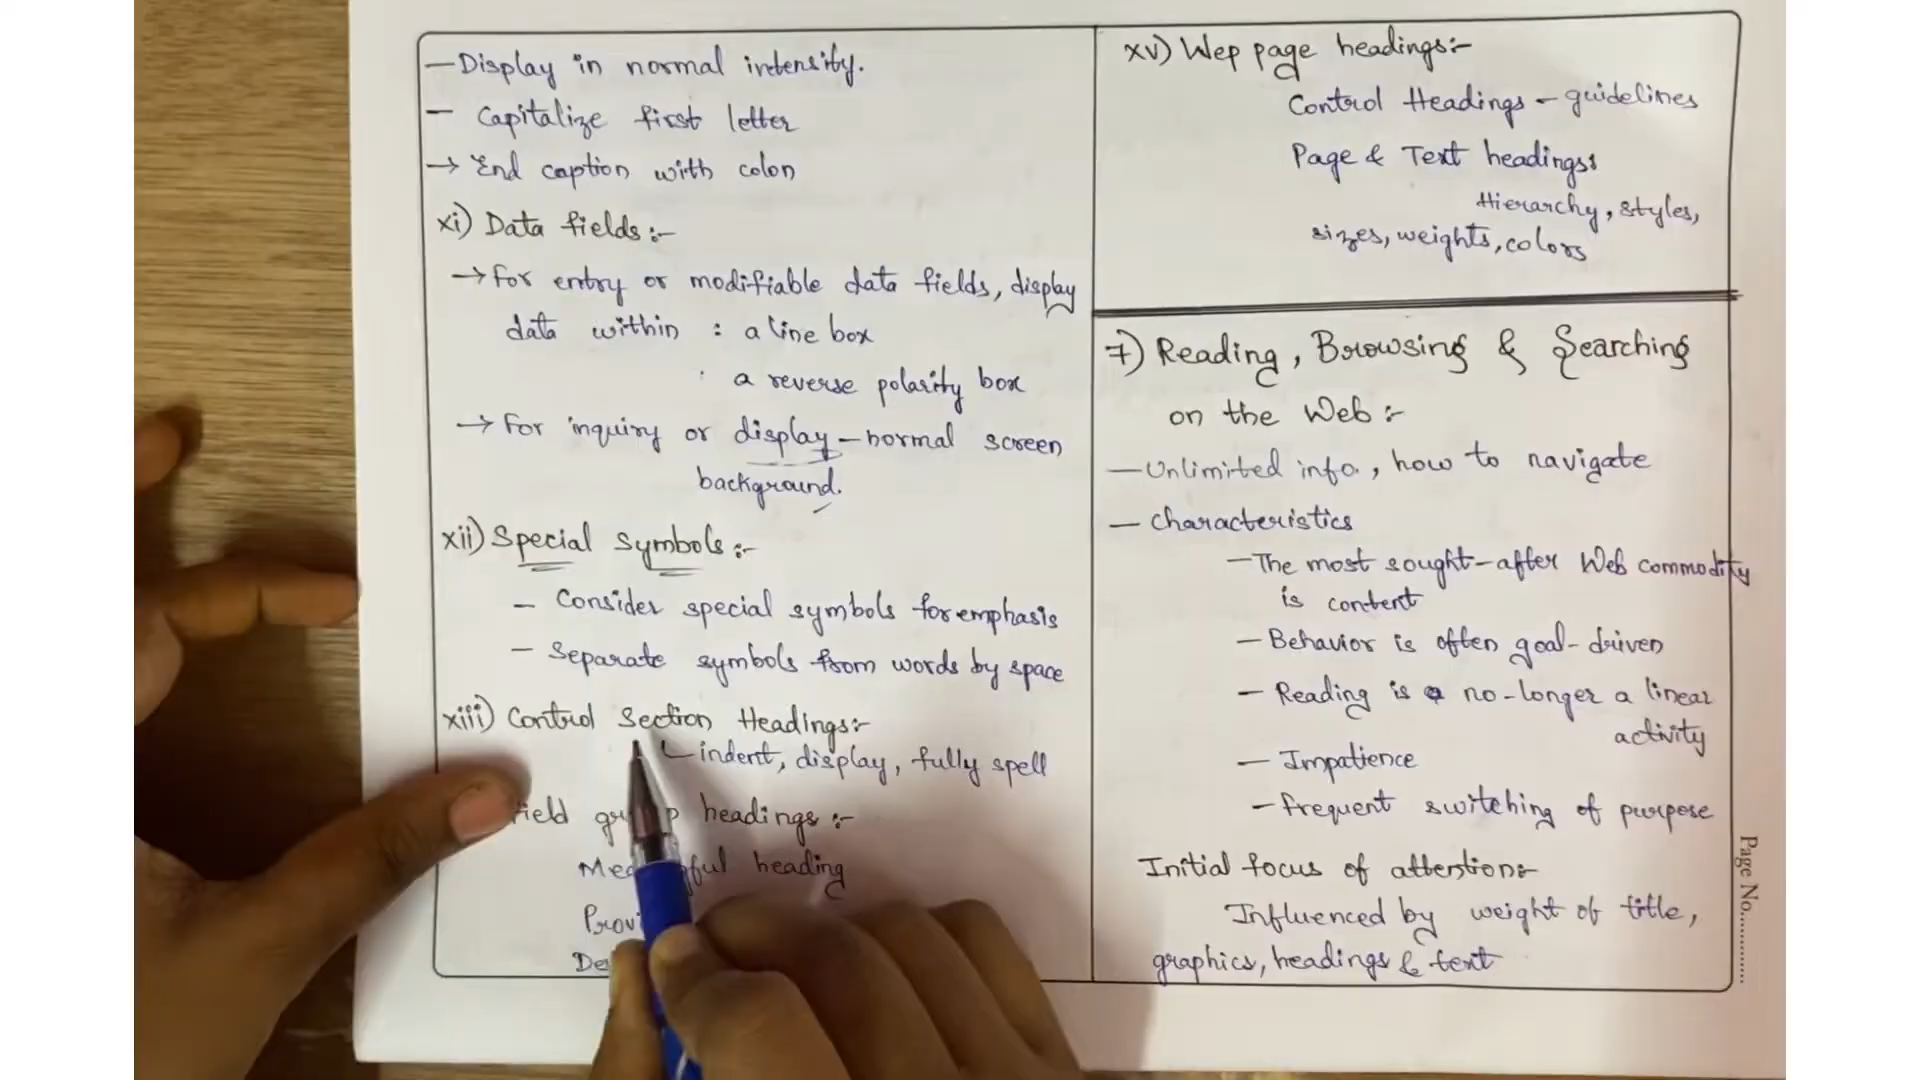 — Display in normal intensity.
— Capitalize first letter
→ End caption with colon
xi) Data fields :-
→ For entry or modifiable data fields, display
data within : a line box
: a reverse polarity box
→ For inquiry or display – normal screen
background.
xii) Special Symbols :-
– Consider special symbols for emphasis
– Separate symbols from words by space
xiii) Control Section Headings :-
indent, display, fully spell
field headings :-
heading
xv) Wep page headings :-
Control Headings – guidelines
Page & Text headings:
Hierarchy, styles,
sizes, weights, colors
7) Reading, Browsing & Searching
on the Web :-
— Unlimited info., how to navigate
— Characteristics
– The most sought-after Web commodity
is content
– Behavior is often goal-driven
– Reading is no-longer a linear
activity
– Impatience
– frequent switching of purpose
Initial focus of attention :-
Influenced by weight of title,
graphics, headings & text
Page No............